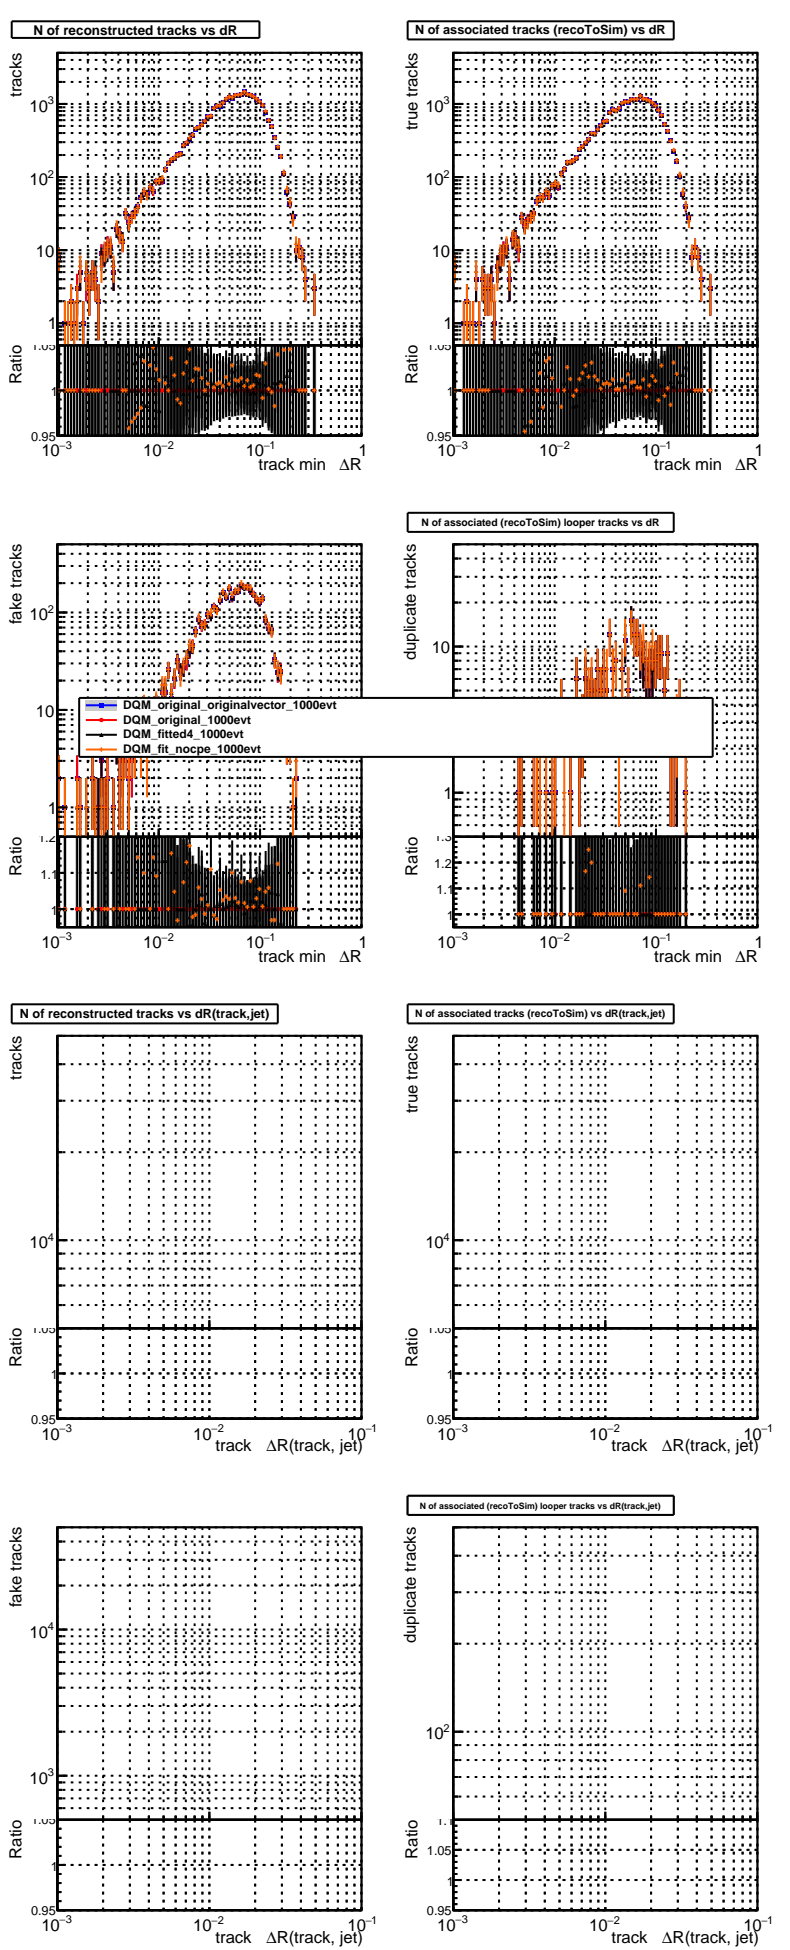 N of reconstructed tracks vs dR
N of associated tracks (recoToSim) vs dR
tracks
10³
10²
10
1
true tracks
10³
10²
10
1
Ratio
1.05
1
0.95
10⁻³
10⁻²
10⁻¹
1
track min ΔR
Ratio
1.05
1
0.95
10⁻³
10⁻²
10⁻¹
1
track min ΔR
N of associated (recoToSim) looper tracks vs dR
fake tracks
10²
10
1
duplicate tracks
10
1
DQM_original_originalvector_1000evt
DQM_original_1000evt
DQM_fitted4_1000evt
DQM_fit_nocpe_1000evt
Ratio
1.2
1.1
1
10⁻³
10⁻²
10⁻¹
1
track min ΔR
Ratio
1.3
1.2
1.1
1
10⁻³
10⁻²
10⁻¹
1
track min ΔR
N of reconstructed tracks vs dR(track,jet)
N of associated tracks (recoToSim) vs dR(track,jet)
tracks
10⁴
true tracks
10⁴
Ratio
1.05
1
0.95
10⁻³
10⁻²
10⁻¹
track ΔR(track, jet)
Ratio
1.05
1
0.95
10⁻³
10⁻²
10⁻¹
track ΔR(track, jet)
N of associated (recoToSim) looper tracks vs dR(track,jet)
fake tracks
10⁴
10³
duplicate tracks
10²
Ratio
1.05
1
0.95
10⁻³
10⁻²
10⁻¹
track ΔR(track, jet)
Ratio
1.1
1.05
1
0.95
10⁻³
10⁻²
10⁻¹
track ΔR(track, jet)